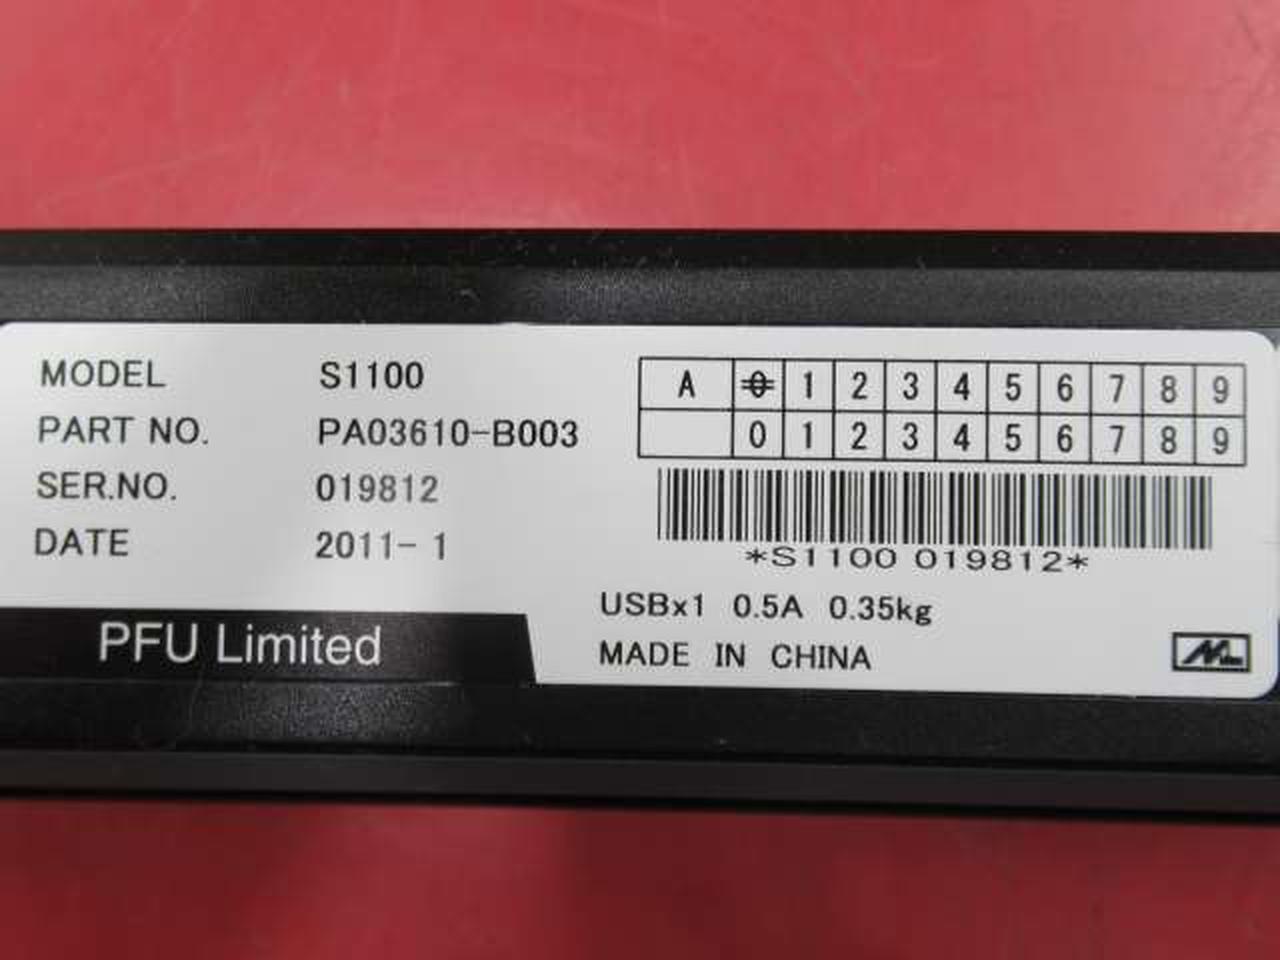 MODEL S1100
PART NO. PA03610-B003
SER.NO. 019812
DATE 2011- 1
PFU Limited
A 0 1 2 3 4 5 6 7 8 9
0 1 2 3 4 5 6 7 8 9
*S1100 019812*
USBx1 0.5A 0.35kg
MADE IN CHINA